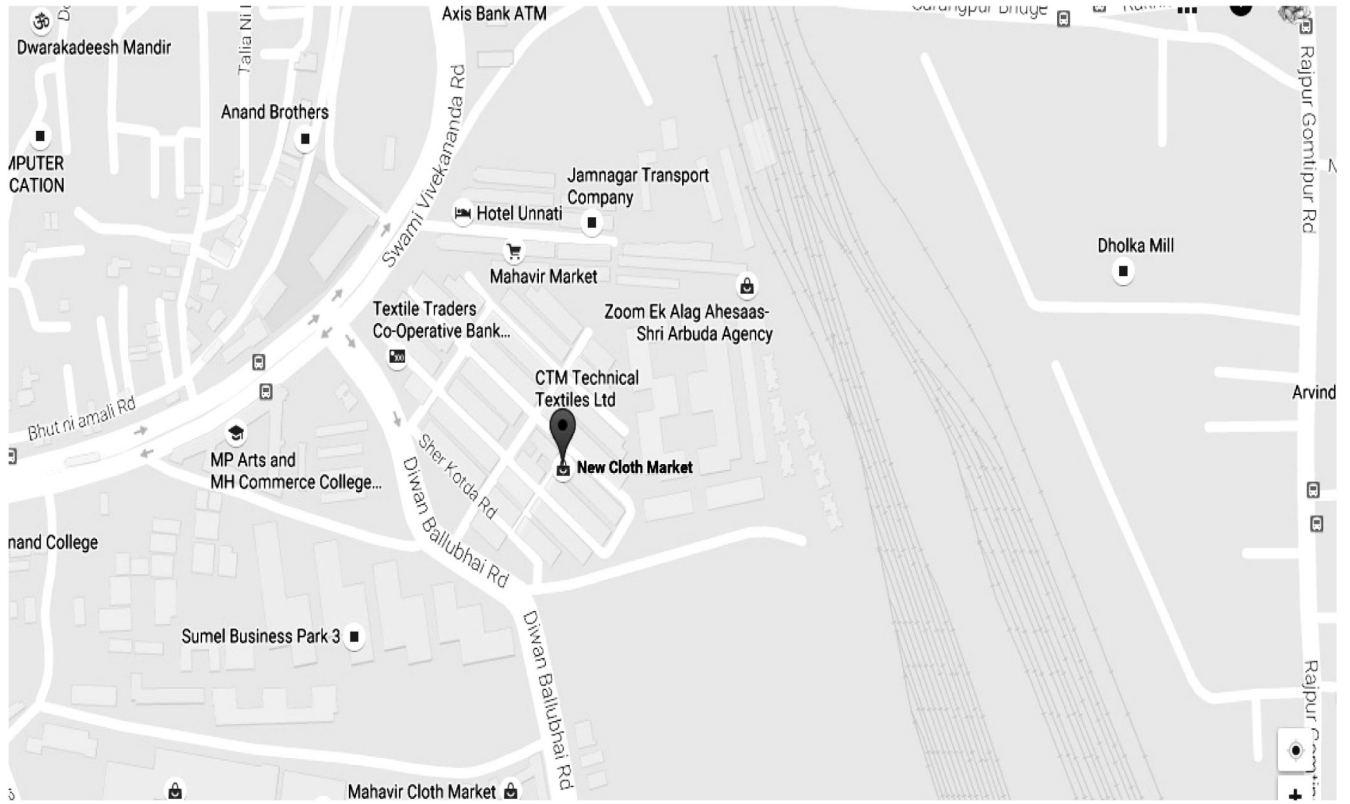 Axis Bank ATM
Dwarakadeesh Mandir
Talia Ni
Anand Brothers
MPUTER
CATION
Swami Vivekananda Rd
Rajpur Gomtipur Rd
Jamnagar Transport
Company
Hotel Unnati
Mahavir Market
Dholka Mill
Textile Traders
Co-Operative Bank...
100
Zoom Ek Alag Ahesaas-
Shri Arbuda Agency
CTM Technical
Textiles Ltd
Arvind
Bhut ni amali Rd
MP Arts and
MH Commerce College...
Sher Kotda Rd
New Cloth Market
Diwan Ballubhai Rd
nand College
Sumel Business Park 3
Diwan Ballubhai Rd
Rajpur
Mahavir Cloth Market